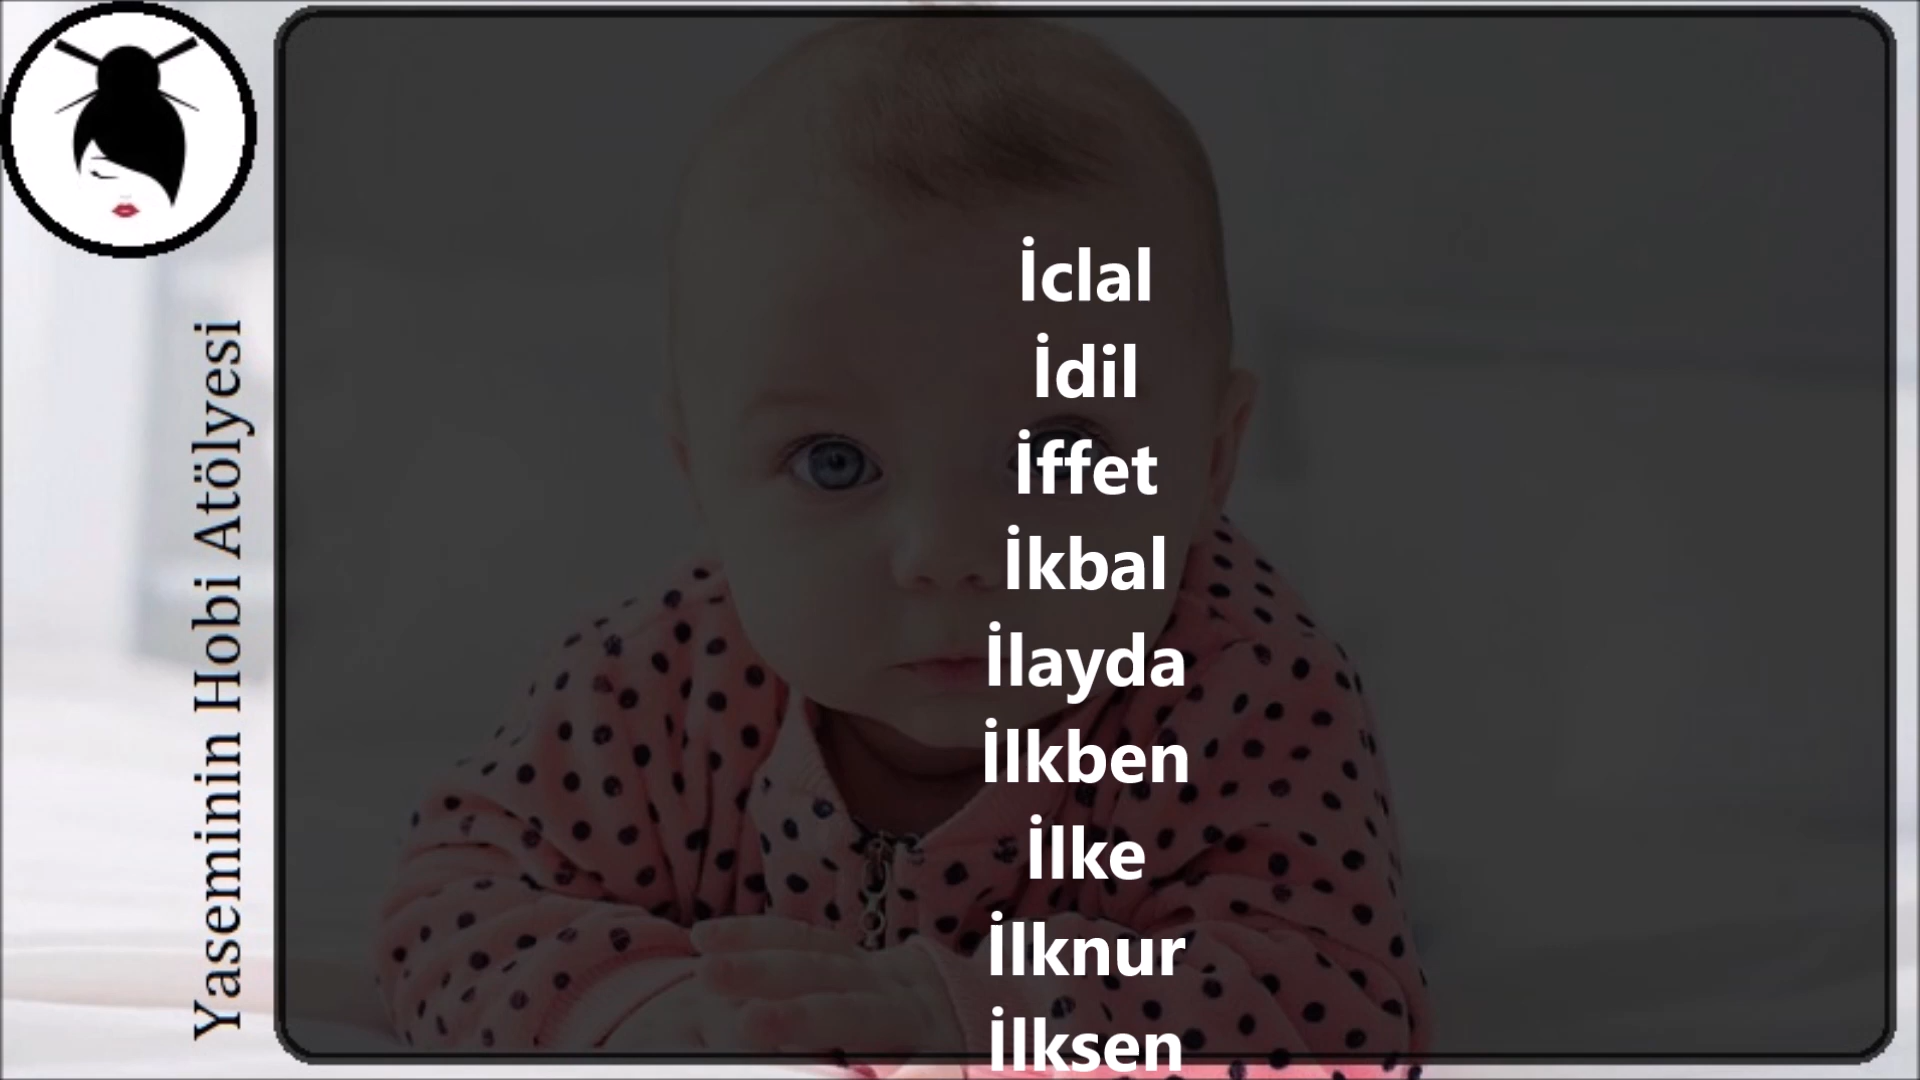 Yaseminin Hobi Atölyesi
İclal
İdil
İffet
İkbal
İlayda
İlkben
İlke
İlknur
İlksen